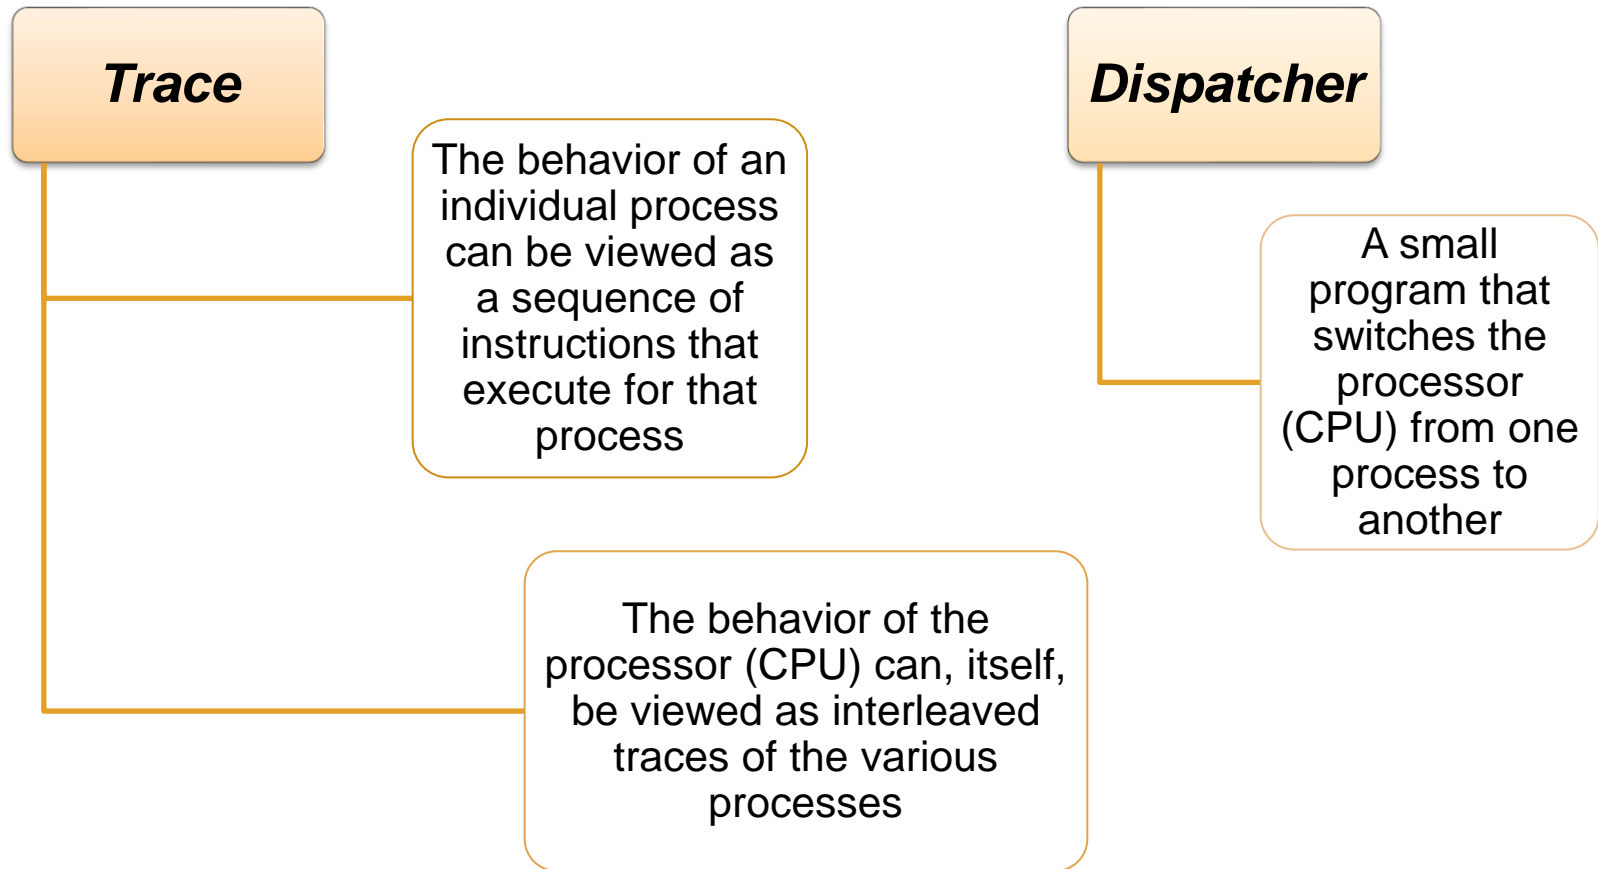 Trace
The behavior of an
individual process
can be viewed as
a sequence of
instructions that
execute for that
process
The behavior of the
processor (CPU) can, itself,
be viewed as interleaved
traces of the various
processes
Dispatcher
A small
program that
switches the
processor
(CPU) from one
process to
another